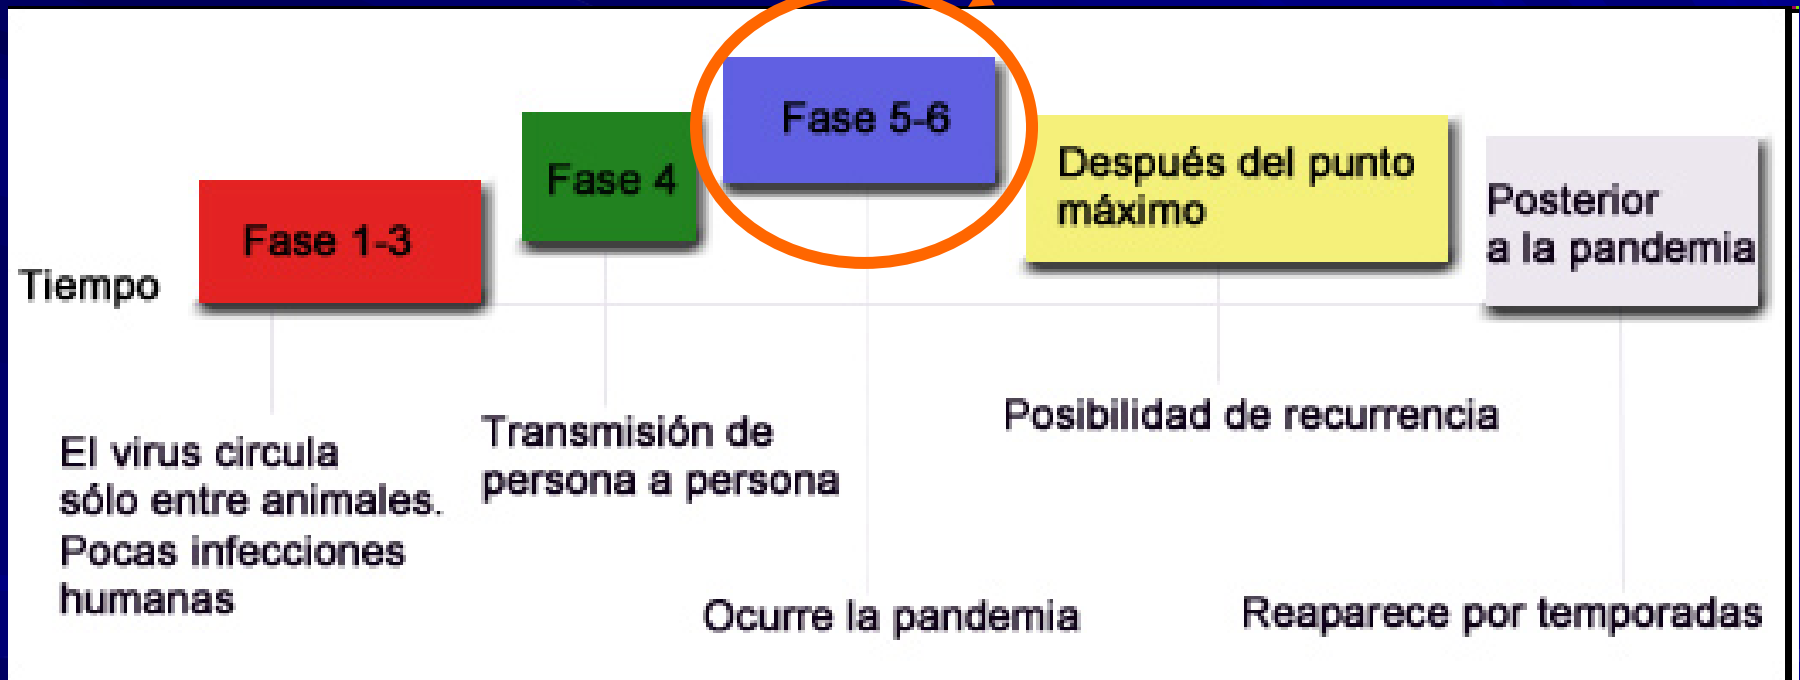 Fase 5-6
Fase 4
Después del punto
máximo
Fase 1-3
Posterior
a la pandemia
Tiempo
El virus circula
sólo entre animales.
Pocas infecciones
humanas
Transmisión de
persona a persona
Ocurre la pandemia
Posibilidad de recurrencia
Reaparece por temporadas